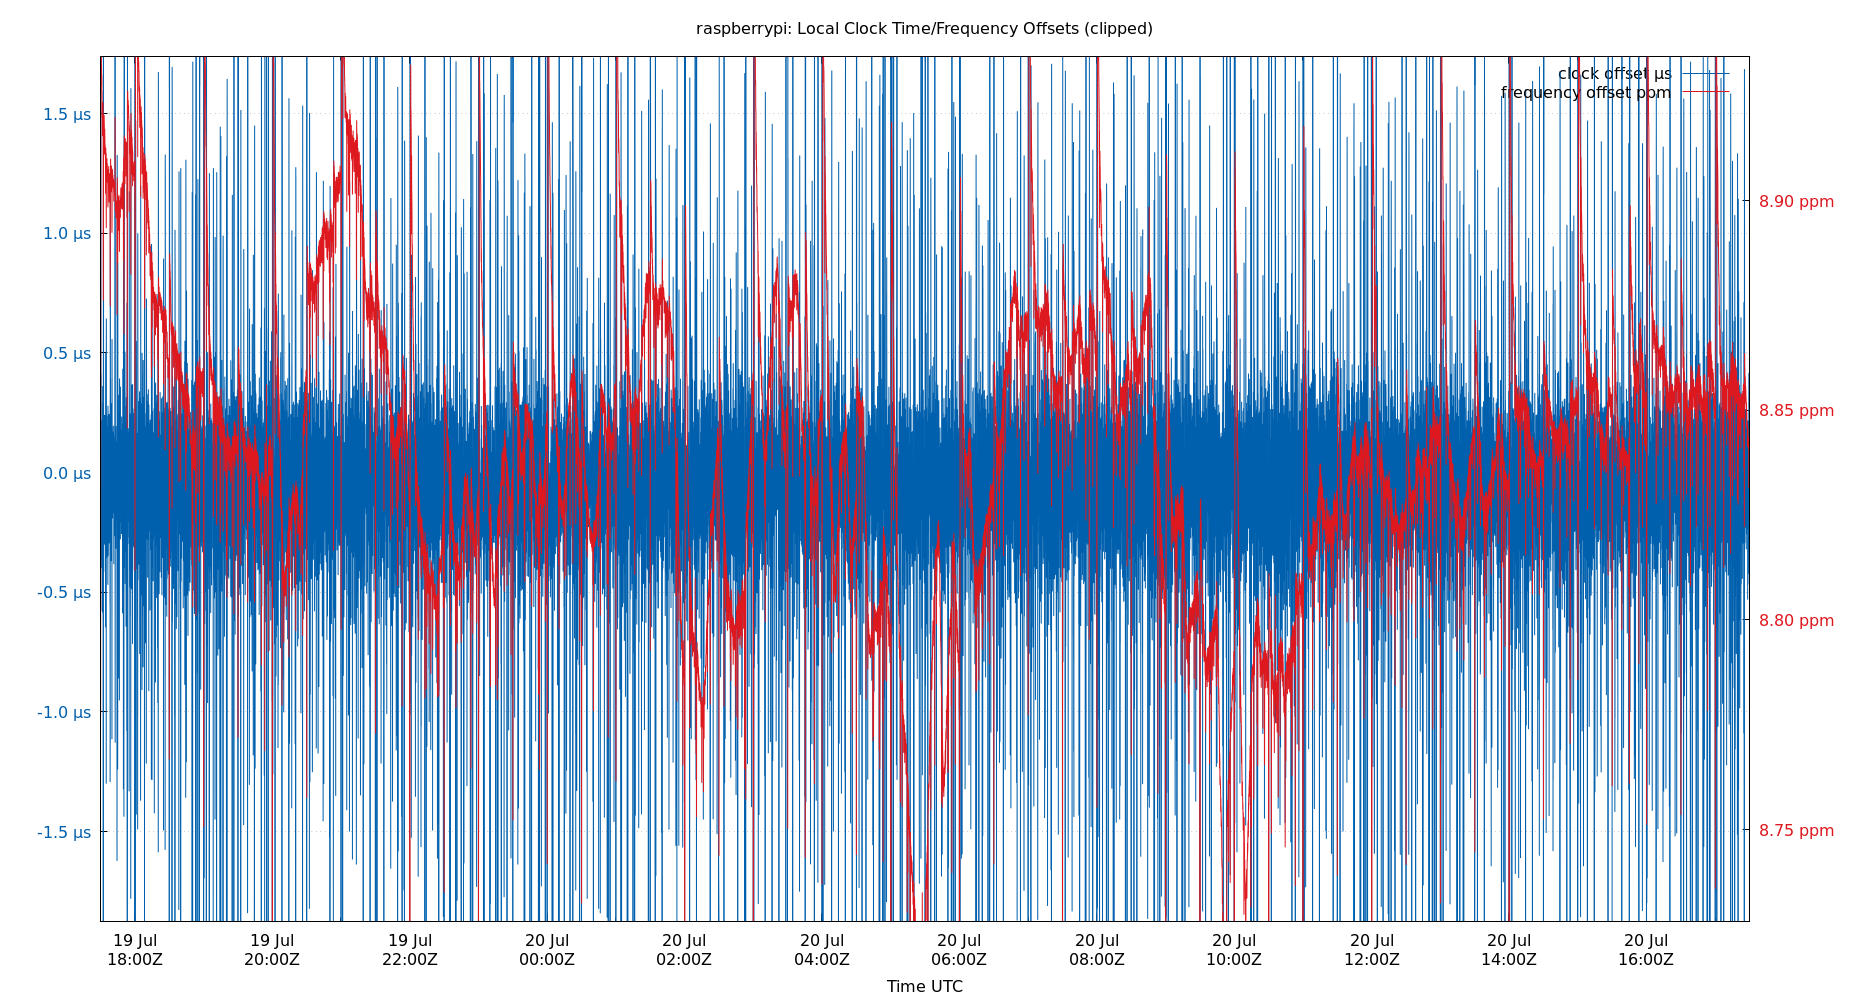 raspberrypi: Local Clock Time/Frequency Offsets (clipped)
clock offset µs
frequency offset ppm
1.5 µs
1.0 µs
0.5 µs
0.0 µs
-0.5 µs
-1.0 µs
-1.5 µs
8.90 ppm
8.85 ppm
8.80 ppm
8.75 ppm
19 Jul 19 Jul 19 Jul 20 Jul 20 Jul 20 Jul 20 Jul 20 Jul 20 Jul 20 Jul 20 Jul 20 Jul
18:00Z 20:00Z 22:00Z 00:00Z 02:00Z 04:00Z 06:00Z 08:00Z 10:00Z 12:00Z 14:00Z 16:00Z
Time UTC